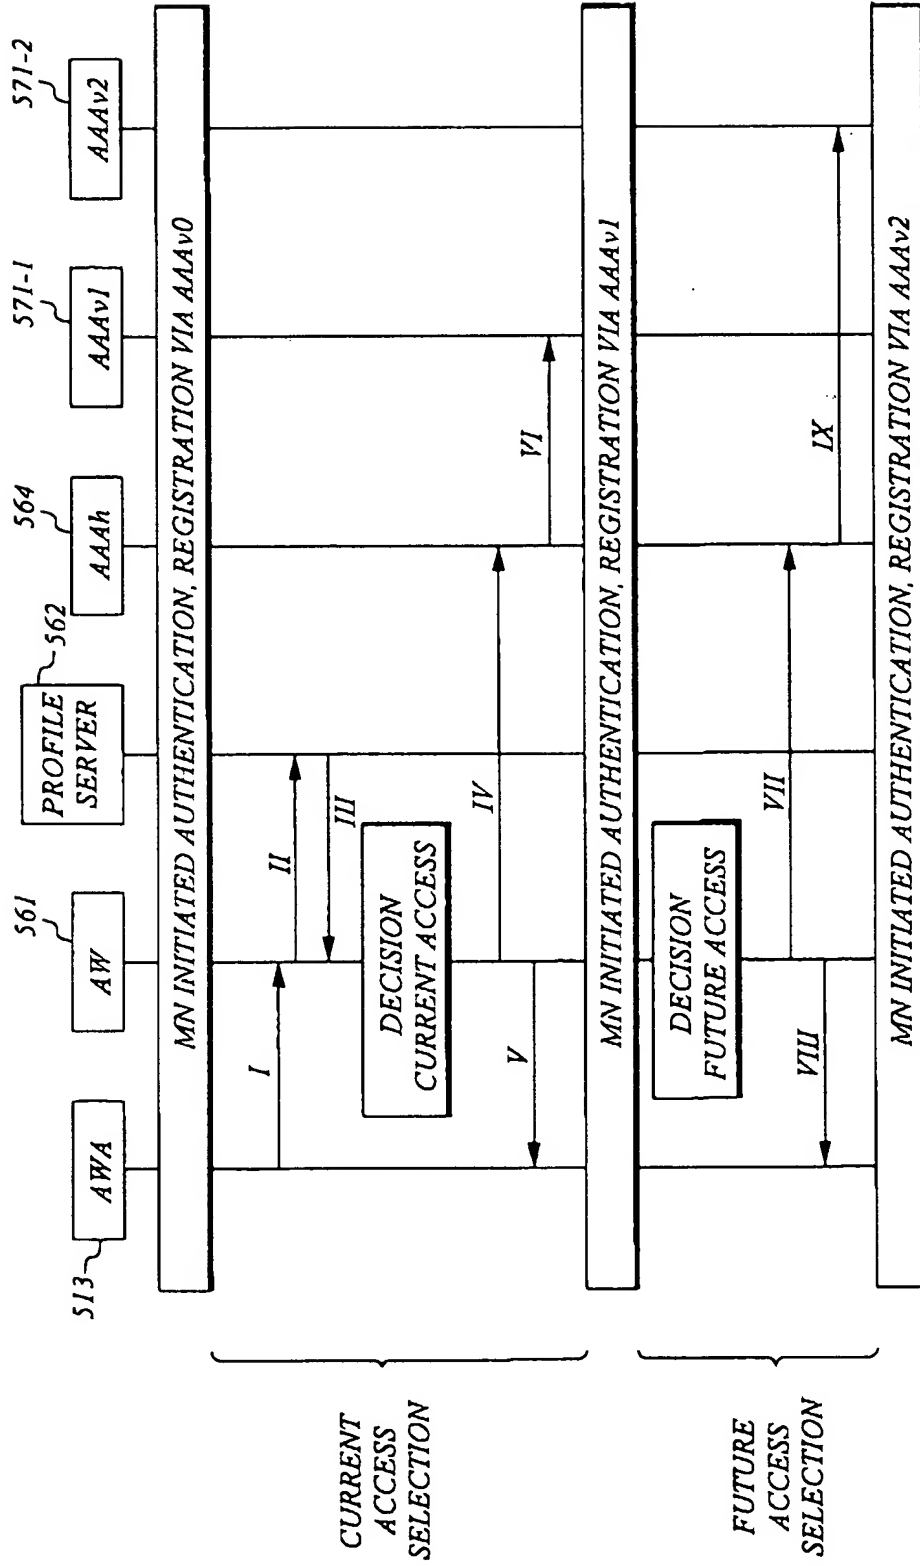 513
AWA
561
AW
562
PROFILE
SERVER
564
AAAh
571-1
AAAv1
571-2
AAAv2
MN INITIATED AUTHENTICATION, REGISTRATION VIA AAAv0
CURRENT
ACCESS
SELECTION
I
II
III
DECISION
CURRENT ACCESS
IV
V
VI
MN INITIATED AUTHENTICATION, REGISTRATION VIA AAAv1
FUTURE
ACCESS
SELECTION
DECISION
FUTURE ACCESS
VII
VIII
IX
MN INITIATED AUTHENTICATION, REGISTRATION VIA AAAv2